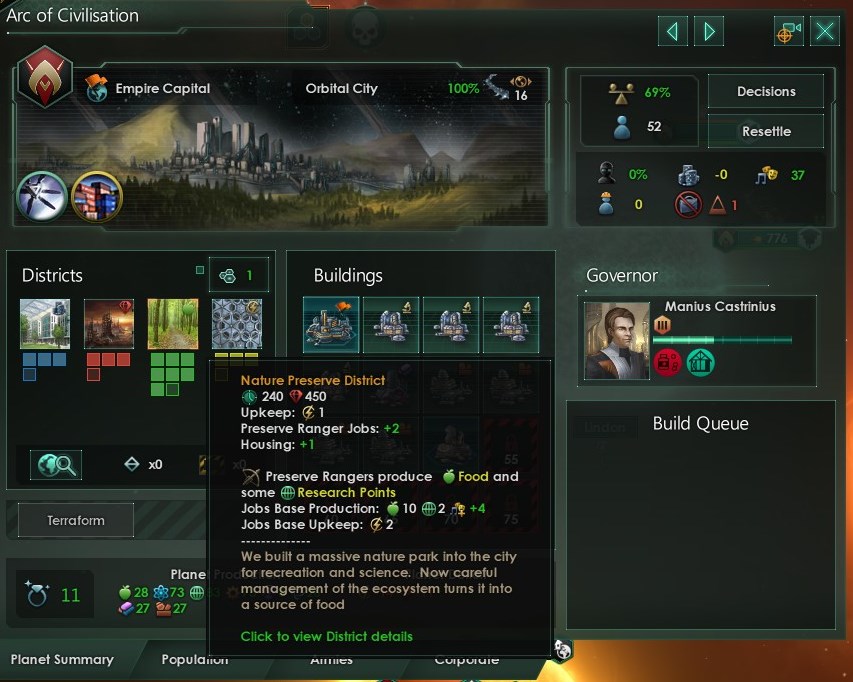 Arc of Civilisation
Empire Capital
Orbital City
100%
16
69%
52
Decisions
Resettle
0%
-0
37
0
1
776
Districts
1
Buildings
Governor
Manius Castrinius
III
Nature Preserve District
240 450
Upkeep: 1
Preserve Ranger Jobs: +2
Housing: +1
Preserve Rangers produce Food and
some Research Points
Jobs Base Production: 10 2 +4
Jobs Base Upkeep: 2
--------------
We built a massive nature park into the city
for recreation and science. Now careful
management of the ecosystem turns it into
a source of food
Click to view District details
55
70
75
Build Queue
x0
Terraform
11
28 73
27 27
Planet Summary
Population
Armies
Corporate